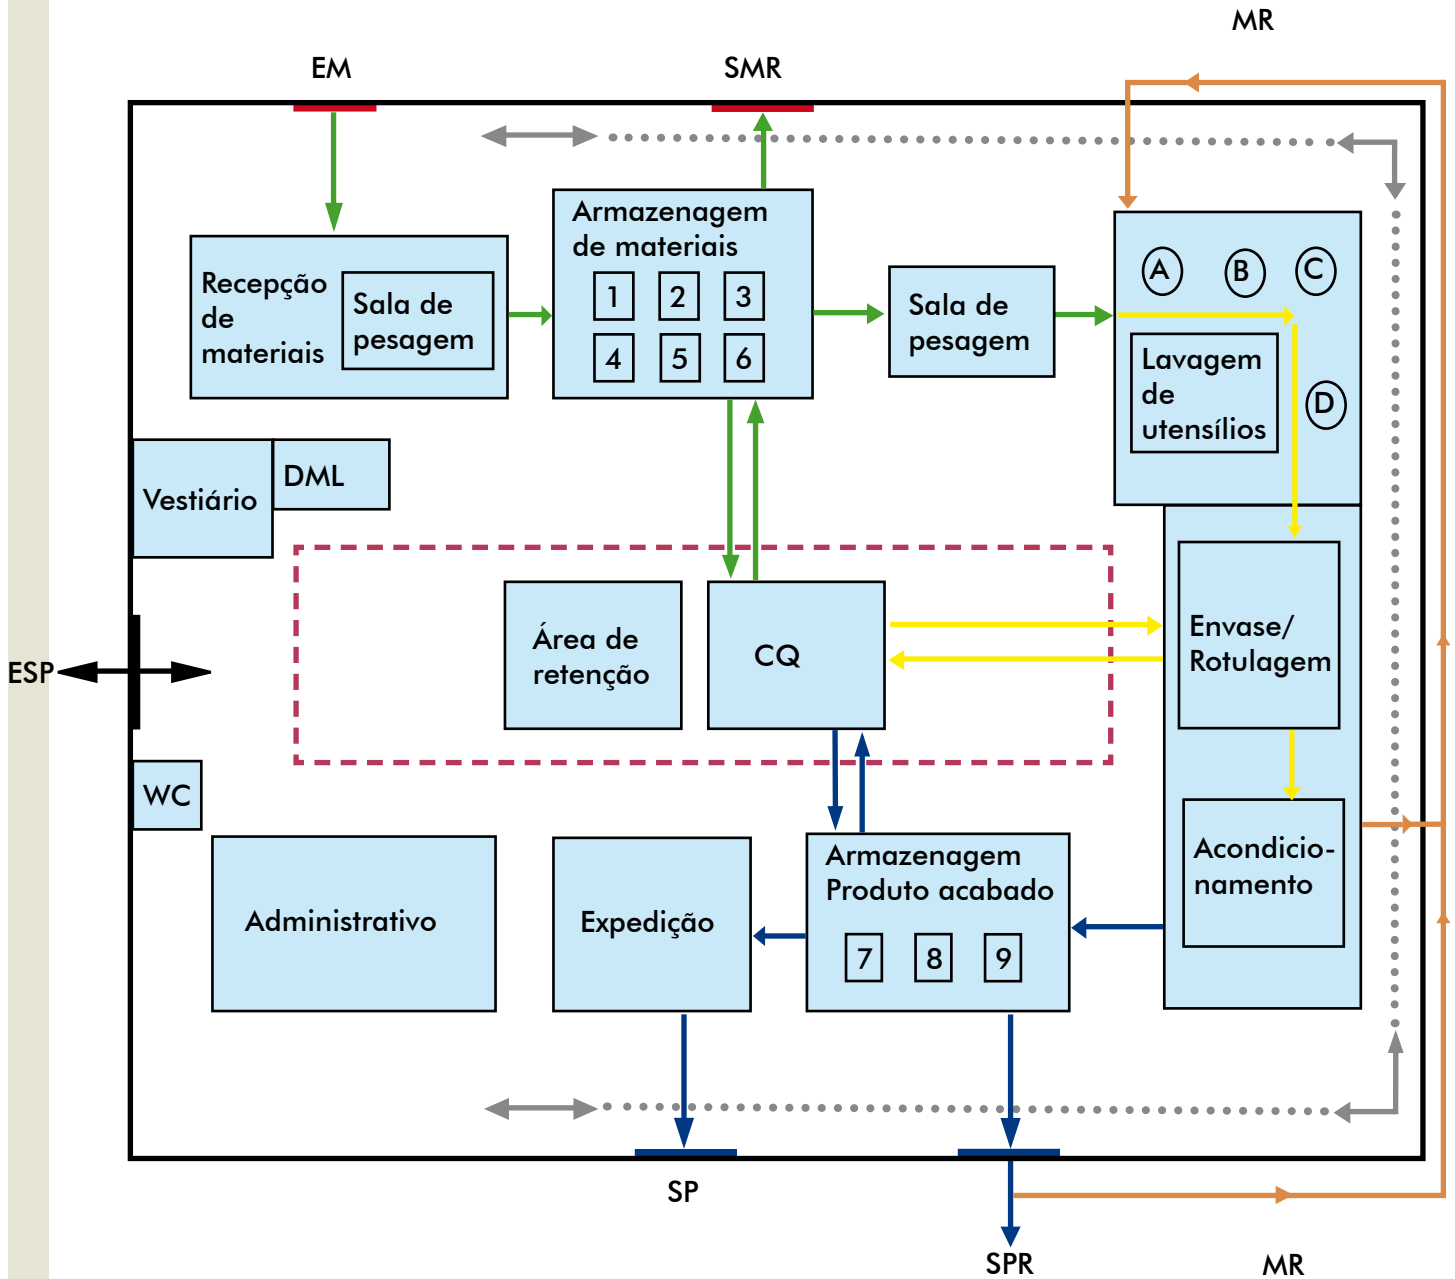 MR
EM
SMR
Armazenagem
de materiais
1 2 3
4 5 6
Recepção
de
materiais
Sala de
pesagem
Sala de
pesagem
A B C
Lavagem
de
utensílios
D
Vestiário
DML
Área de
retenção
CQ
Envase/
Rotulagem
ESP
WC
Acondicio-
namento
Administrativo
Expedição
Armazenagem
Produto acabado
7 8 9
SP
SPR
MR